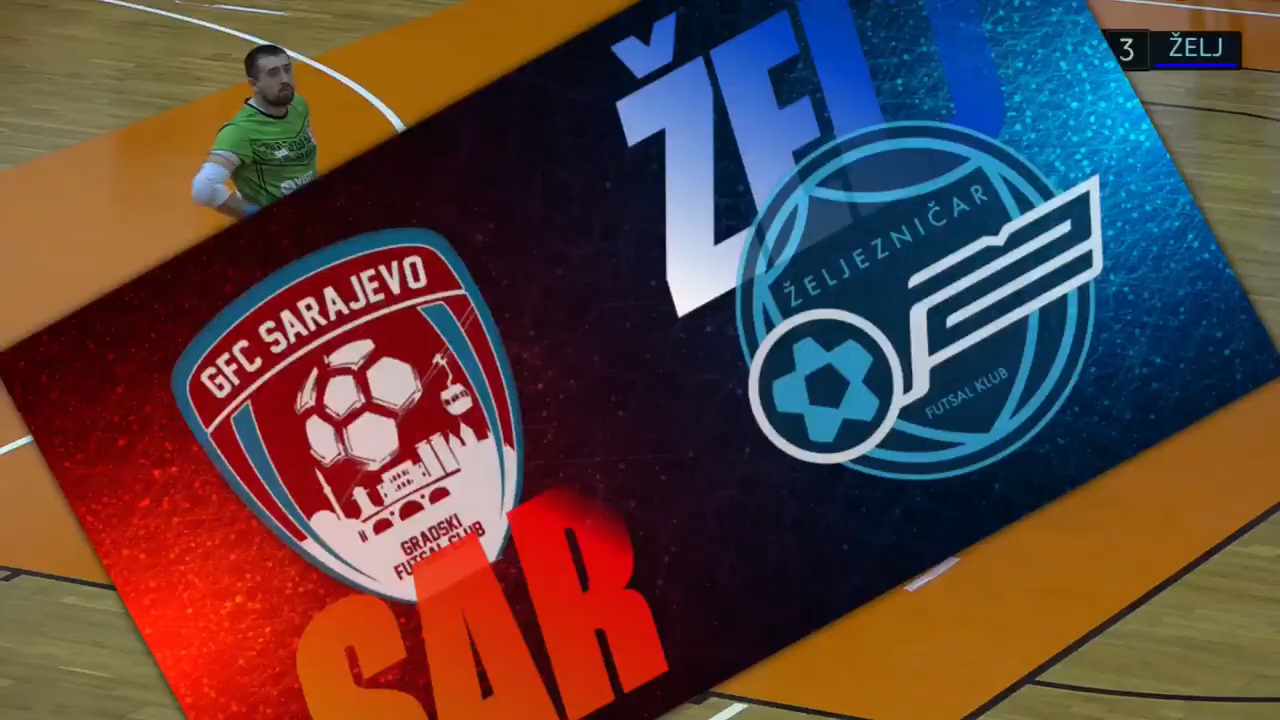 3 ŽELJ
ŽELJ
ŽELJEZNIČAR
FUTSAL KLUB
GFC SARAJEVO
GRADSKI
FUTSAL CLUB
SAR